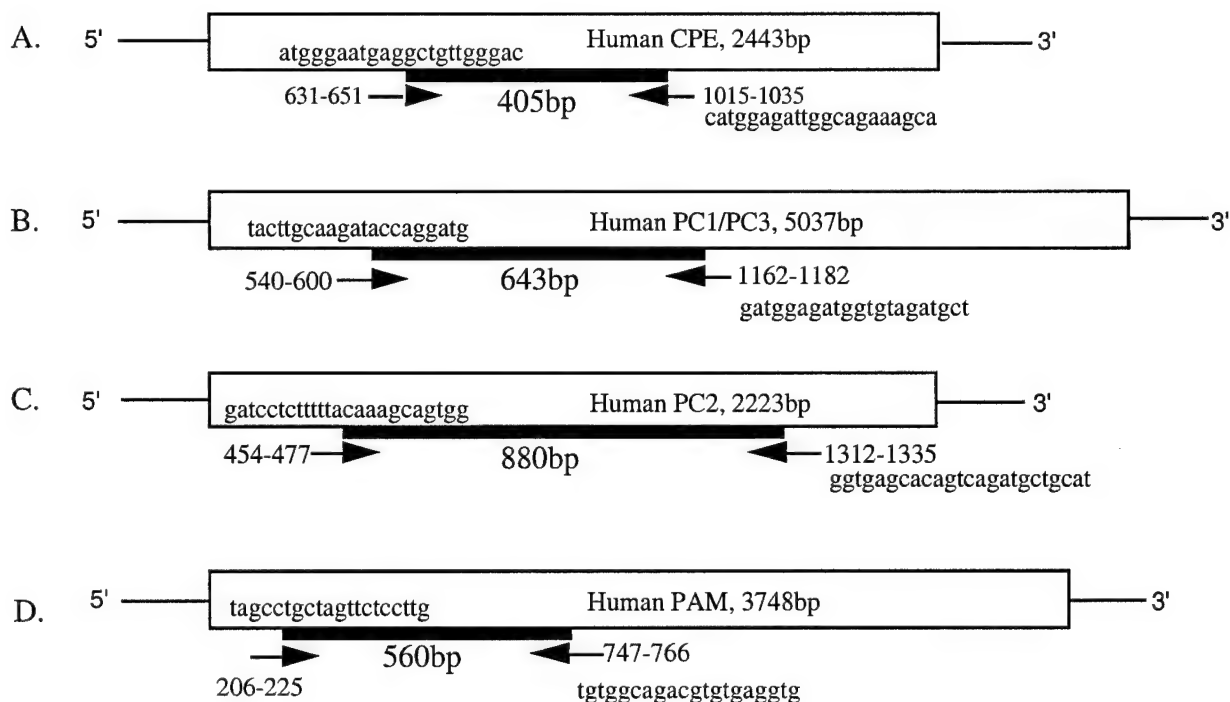 A. 5' Human CPE, 2443bp 3'
atgggaatgaggctgttgggac
631-651 405bp 1015-1035
catggagattggcagaaagca
B. 5' Human PC1/PC3, 5037bp 3'
tacttgcaagataccaggatg
540-600 643bp 1162-1182
gatggagatggtgtagatgct
C. 5' Human PC2, 2223bp 3'
gatcctctttttacaaagcagtgg
454-477 880bp 1312-1335
ggtgagcacagtcagatgctgcat
D. 5' Human PAM, 3748bp 3'
tagcctgctagttctccttg
206-225 560bp 747-766
tgtggcagacgtgtgaggtg